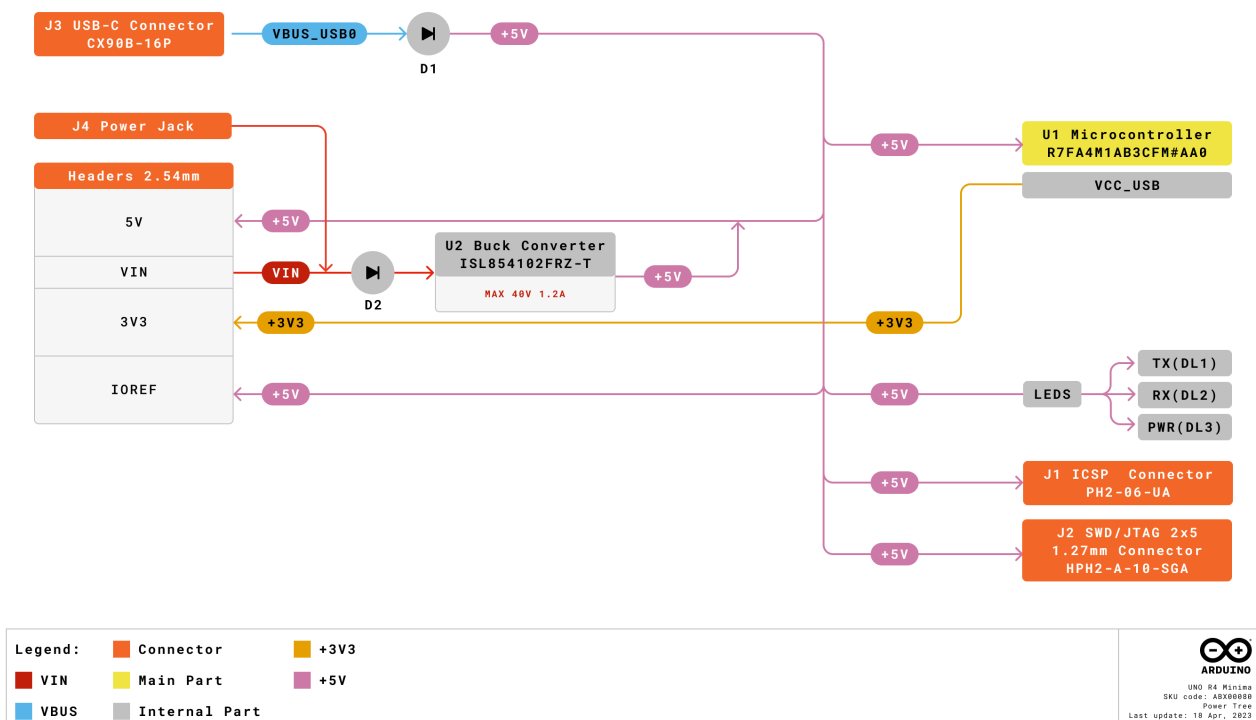 J3 USB-C Connector
CX90B-16P
VBUS_USB0
D1
+5V
J4 Power Jack
+5V
U1 Microcontroller
R7FA4M1AB3CFM#AA0
VCC_USB
Headers 2.54mm
5V
+5V
VIN
VIN
D2
U2 Buck Converter
ISL854102FRZ-T
MAX 40V 1.2A
+5V
3V3
+3V3
+3V3
IOREF
+5V
+5V
LEDS
TX(DL1)
RX(DL2)
PWR(DL3)
+5V
J1 ICSP Connector
PH2-06-UA
+5V
J2 SWD/JTAG 2x5
1.27mm Connector
HPH2-A-10-SGA
Legend:
Connector
+3V3
VIN
Main Part
+5V
VBUS
Internal Part
ARDUINO
UNO R4 Minima
SKU code: ABX00080
Power Tree
Last update: 18 Apr, 2023